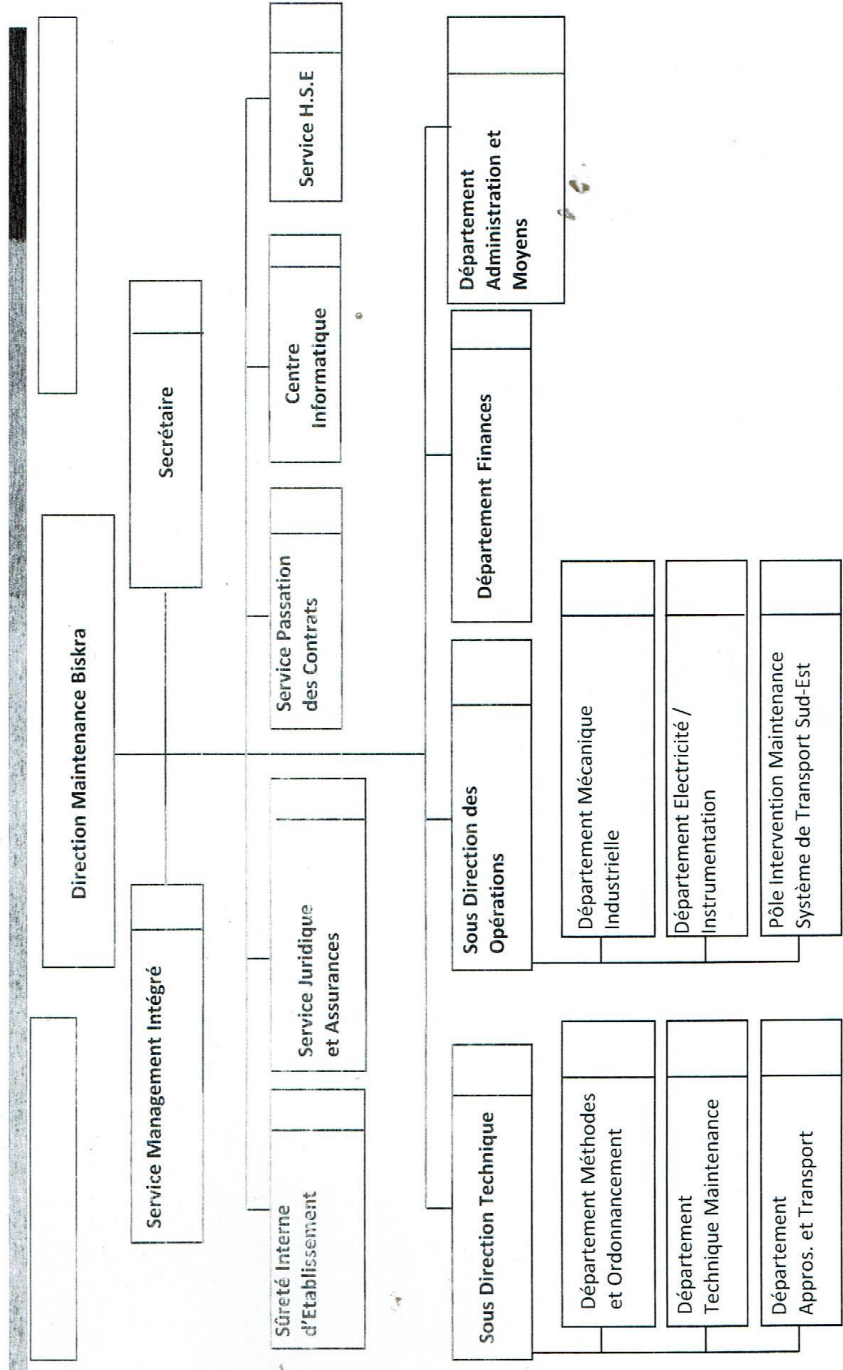 Direction Maintenance Biskra
Service Management Intégré
Secrétaire
Sûreté Interne
d'Etablissement
Service Juridique
et Assurances
Service Passation
des Contrats
Centre
Informatique
Service H.S.E
Sous Direction Technique
Sous Direction des
Opérations
Département Finances
Département
Administration et
Moyens
Département Méthodes
et Ordonnancement
Département
Technique Maintenance
Département
Appros. et Transport
Département Mécanique
Industrielle
Département Electricité /
Instrumentation
Pôle Intervention Maintenance
Système de Transport Sud-Est